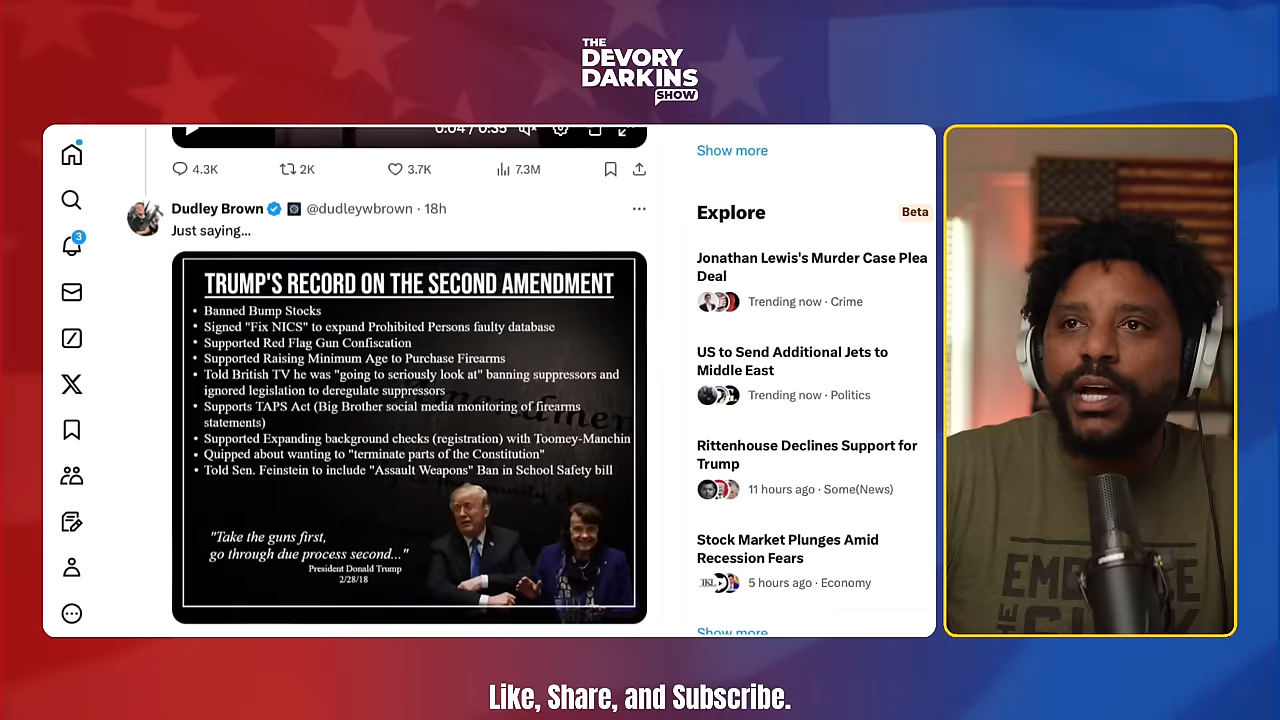 THE
DEVORY
DARKINS
SHOW
0:04 / 0:35
4.3K 2K 3.7K 7.3M
Show more
Dudley Brown @dudleywbrown · 18h
Just saying...
3
TRUMP'S RECORD ON THE SECOND AMENDMENT
• Banned Bump Stocks
• Signed "Fix NICS" to expand Prohibited Persons faulty database
• Supported Red Flag Gun Confiscation
• Supported Raising Minimum Age to Purchase Firearms
• Told British TV he was "going to seriously look at" banning suppressors and
ignored legislation to deregulate suppressors
• Supports TAPS Act (Big Brother social media monitoring of firearms
statements)
• Supported Expanding background checks (registration) with Toomey-Manchin
• Quipped about wanting to "terminate parts of the Constitution"
• Told Sen. Feinstein to include "Assault Weapons" Ban in School Safety bill
"Take the guns first,
go through due process second..."
President Donald Trump
2/28/18
Explore Beta
Jonathan Lewis's Murder Case Plea
Deal
Trending now · Crime
US to Send Additional Jets to
Middle East
Trending now · Politics
Rittenhouse Declines Support for
Trump
11 hours ago · Some(News)
Stock Market Plunges Amid
Recession Fears
5 hours ago · Economy
Show more
THE
Like, Share, and Subscribe.